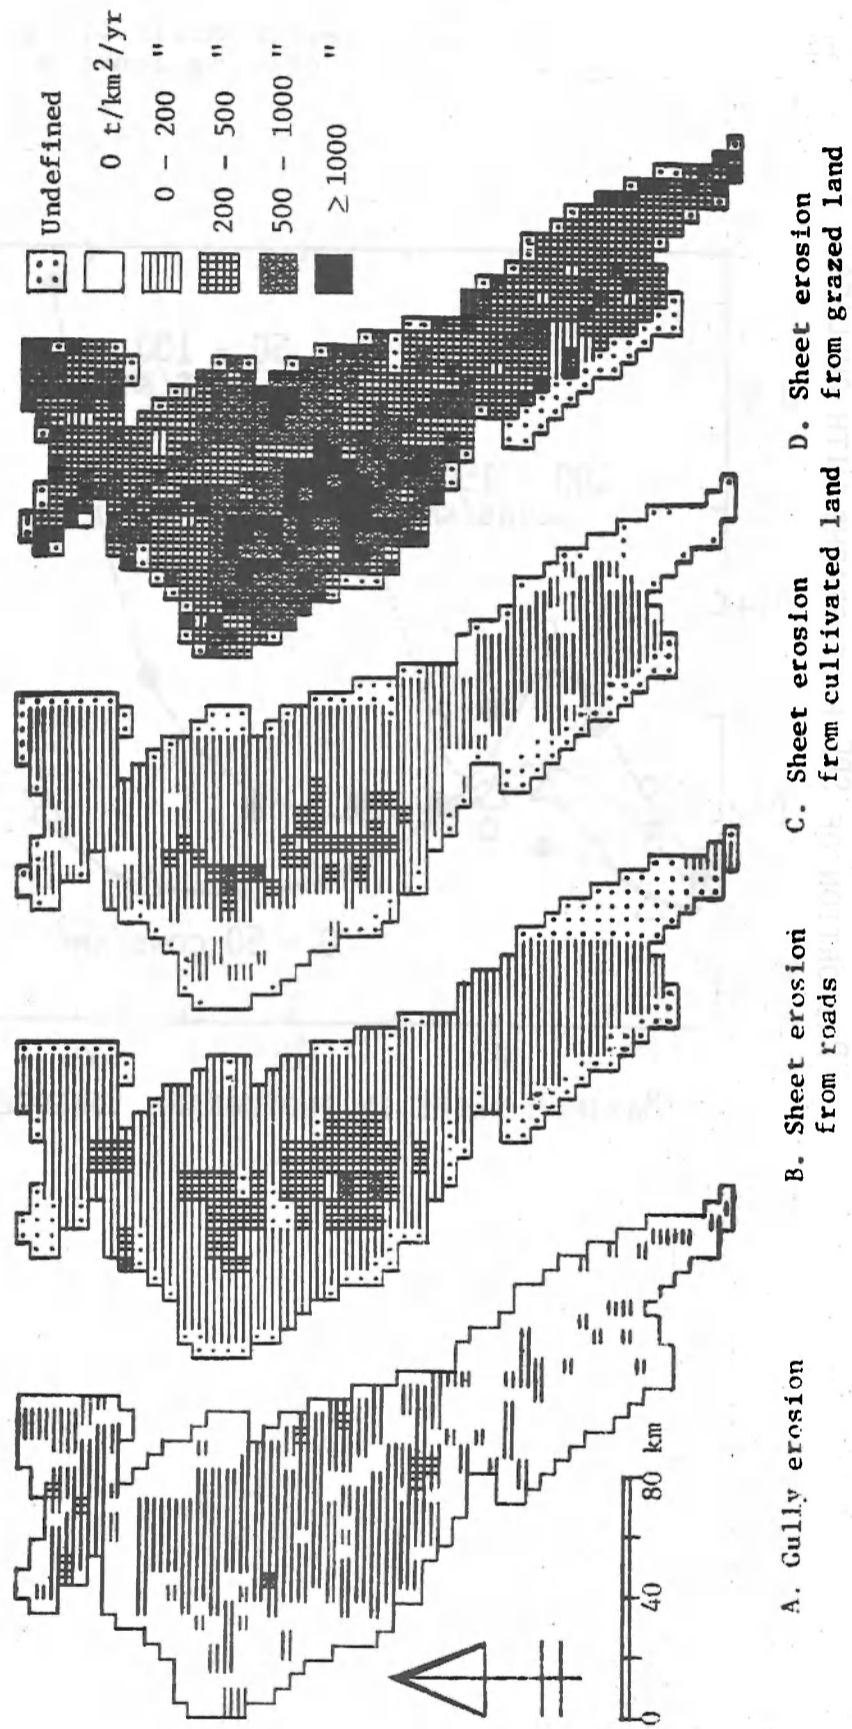 Undefined
0 t/km2/yr
0 - 200 "
200 - 500 "
500 - 1000 "
≥ 1000 "
0 40 80 km
A. Gully erosion
B. Sheet erosion
from roads
C. Sheet erosion
from cultivated land
D. Sheet erosion
from grazed land